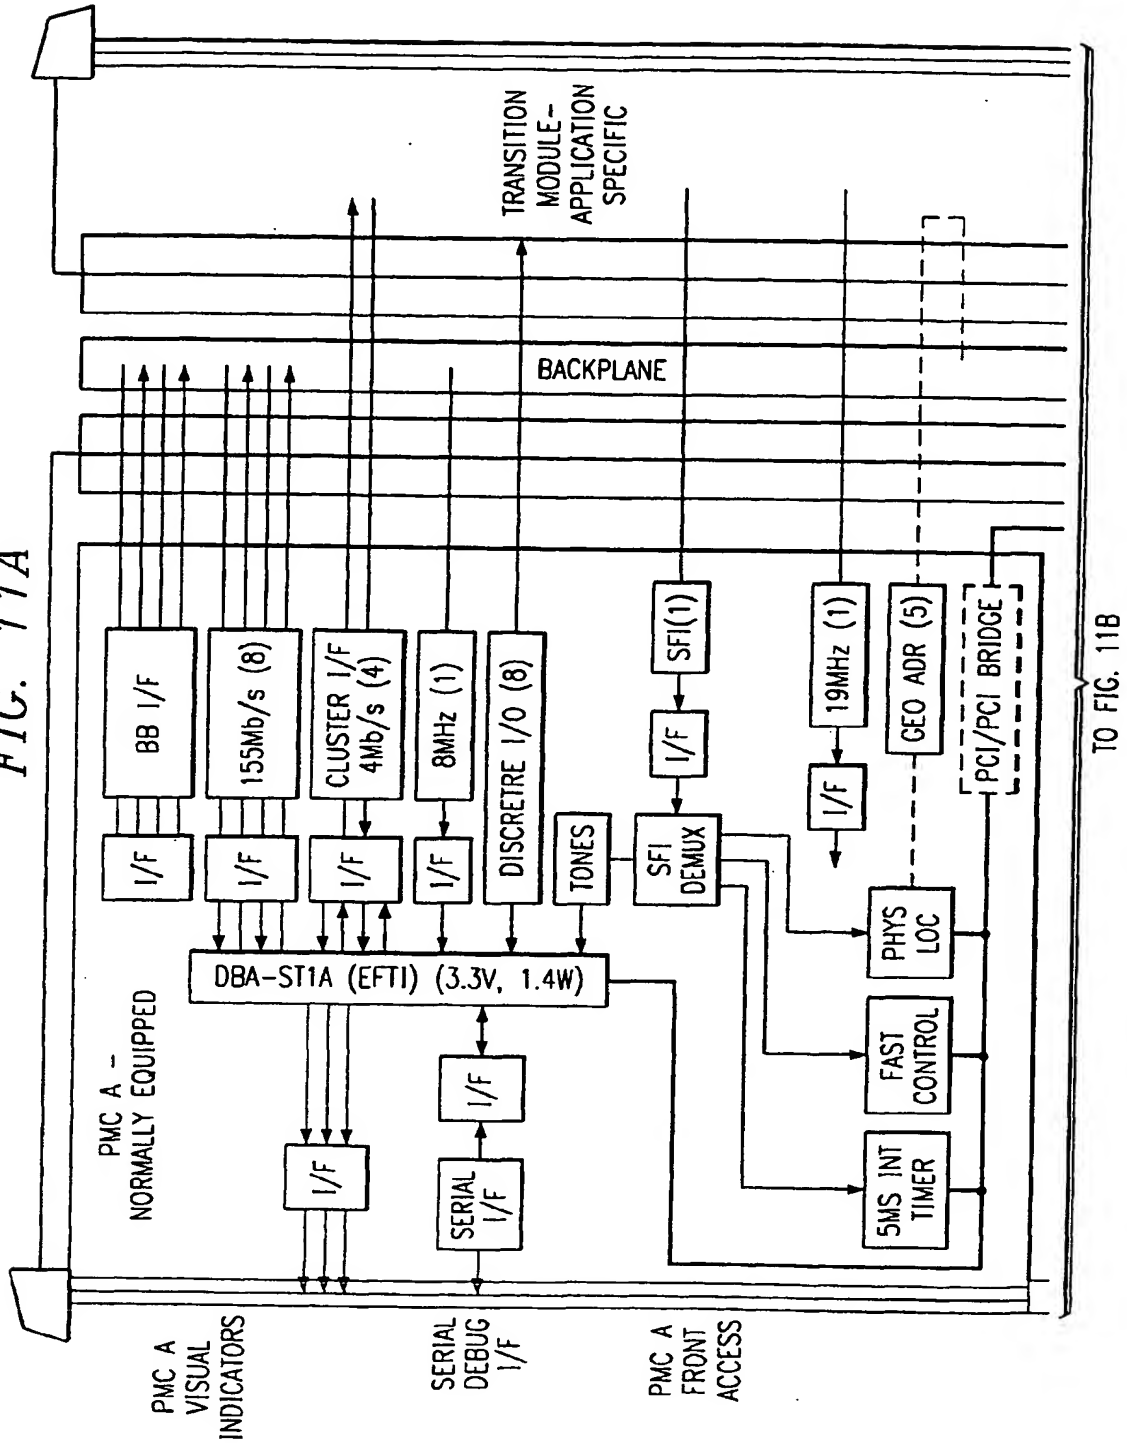 FIG. 11A
PMC A
VISUAL
INDICATORS
SERIAL
DEBUG
I/F
PMC A
FRONT
ACCESS
PMC A -
NORMALLY EQUIPPED
I/F
SERIAL
I/F
I/F
DBA-ST1A (EFTI) (3.3V, 1.4W)
I/F
BB I/F
I/F
155Mb/s (8)
I/F
CLUSTER I/F
4Mb/s (4)
I/F
8MHz (1)
DISCRETRE I/O (8)
TONES
SFI
DEMUX
I/F
SFI(1)
I/F
19MHz (1)
5MS INT
TIMER
FAST
CONTROL
PHYS
LOC
GEO ADR (5)
PCI/PCI BRIDGE
BACKPLANE
TRANSITION
MODULE-
APPLICATION
SPECIFIC
TO FIG. 11B